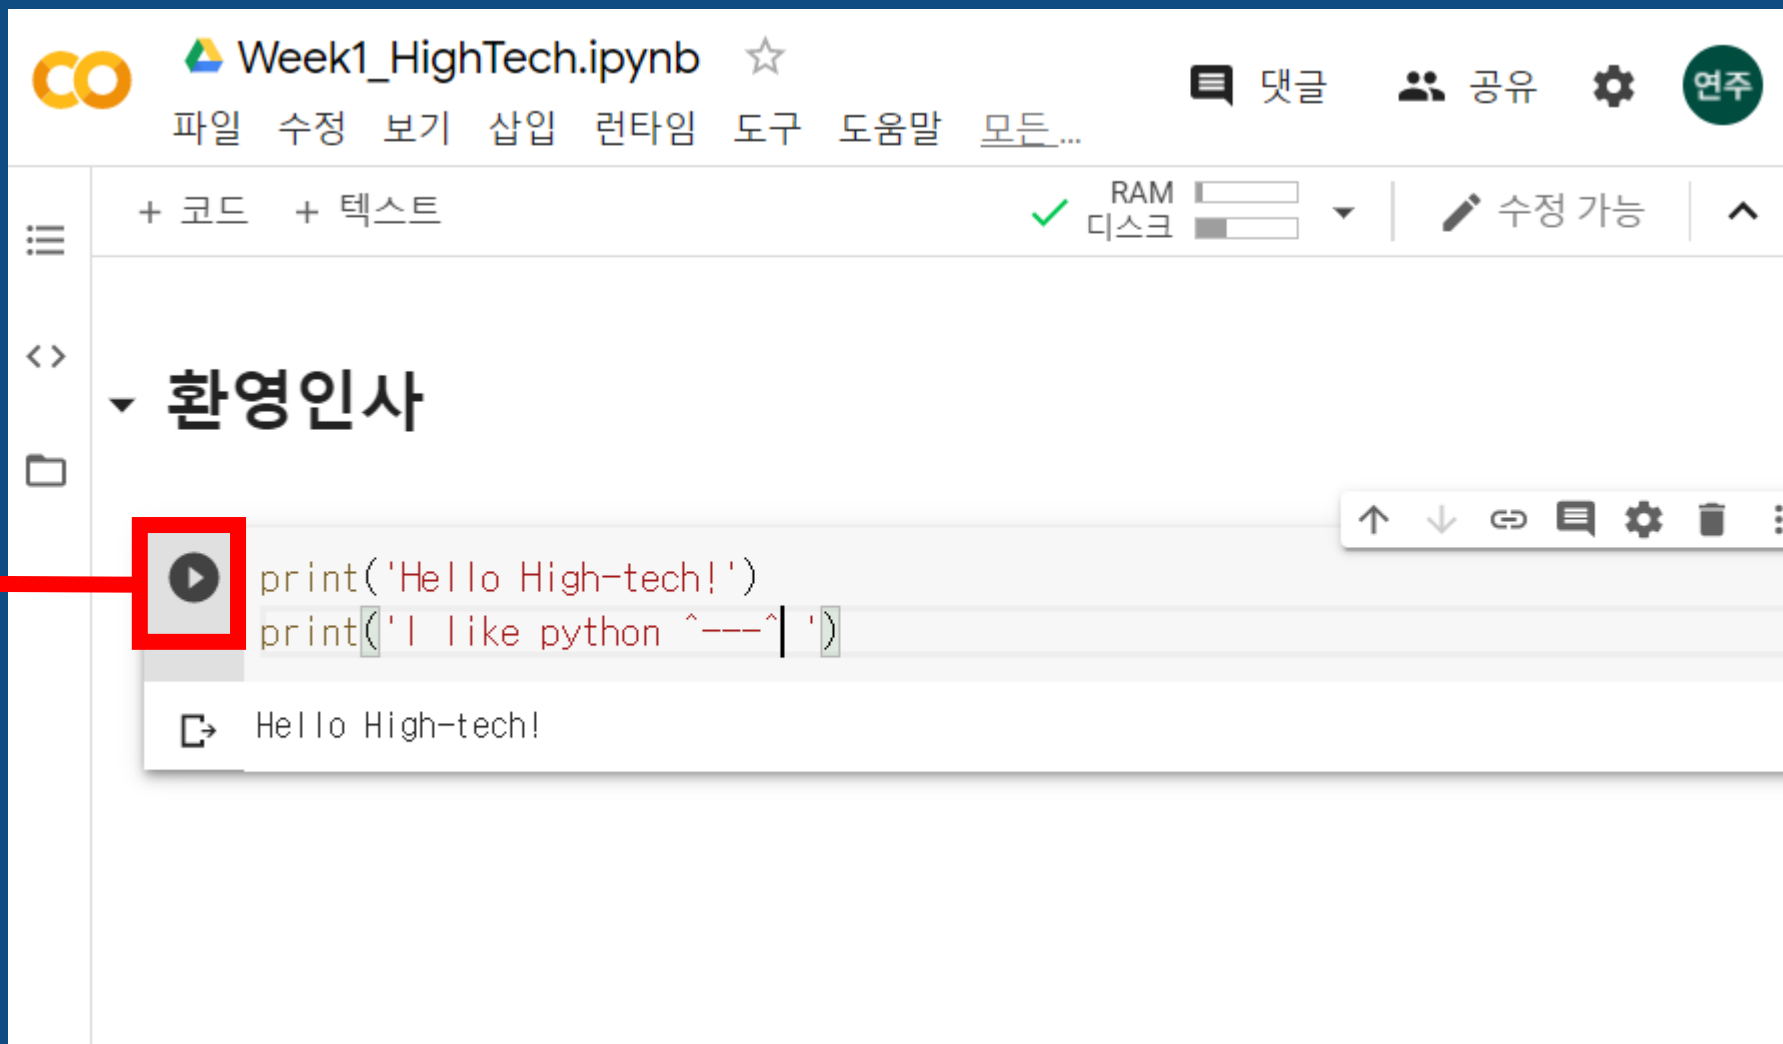 Week1_HighTech.ipynb
댓글 공유 연주
파일 수정 보기 삽입 런타임 도구 도움말 모든 ...
+ 코드 + 텍스트
RAM
디스크
수정 가능
환영인사
print('Hello High-tech!')
print('I like python ^---^ ')
Hello High-tech!